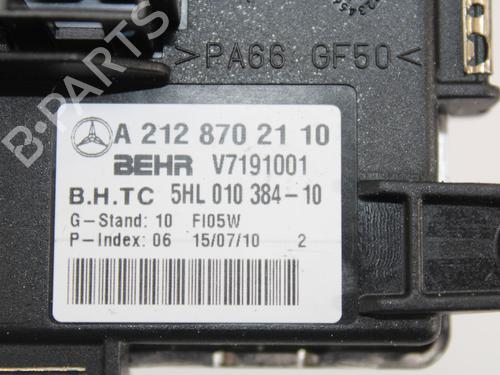 >PA66 GF50<
A 212 870 21 10
BEHR V7191001
B.H.TC 5HL 010 384-10
G-Stand: 10 FI05W
P-Index: 06 15/07/10 2
B-PARTS